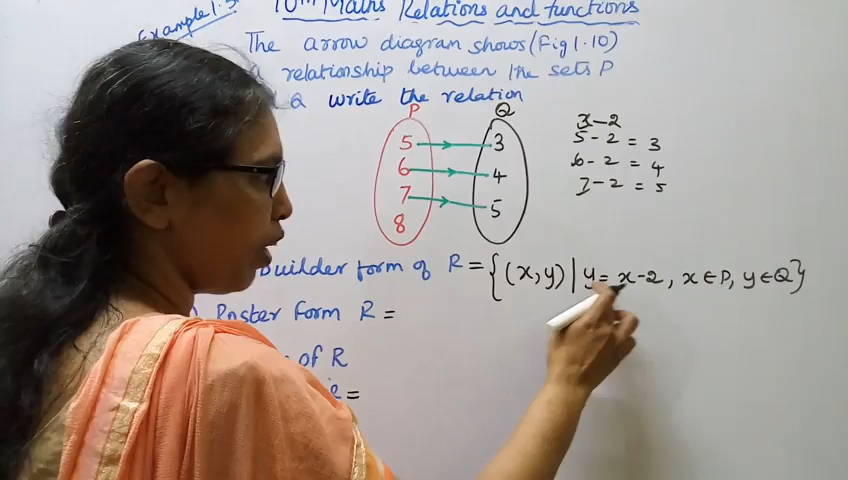 Example 1.5
10th Maths Relations and functions
The arrow diagram shows (Fig 1.10)
relationship between the sets P
Q write the relation
P Q
5 3
6 4
7 5
8
x-2
5-2 = 3
6-2 = 4
7-2 = 5
Builder form of R = {(x,y) | y = x-2, x ∈ P, y ∈ Q}
Roster form R =
of R
=